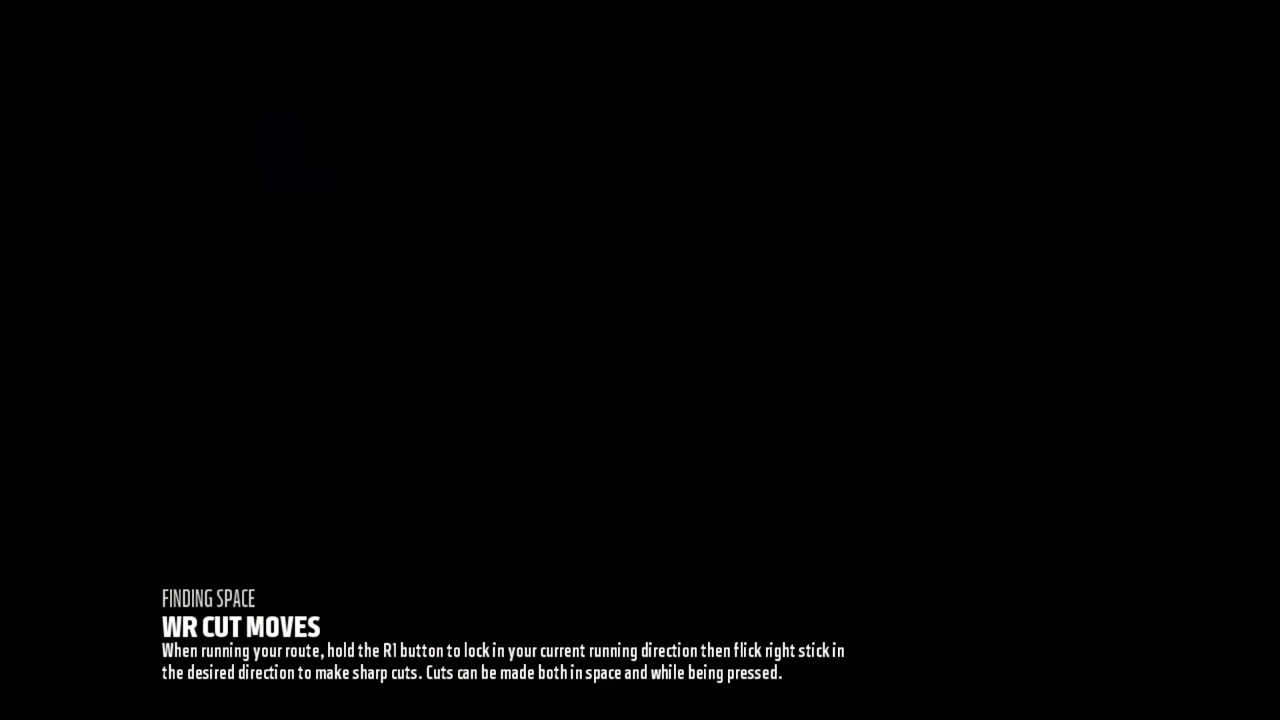 FINDING SPACE
WR CUT MOVES
When running your route, hold the R1 button to lock in your current running direction then flick right stick in
the desired direction to make sharp cuts. Cuts can be made both in space and while being pressed.